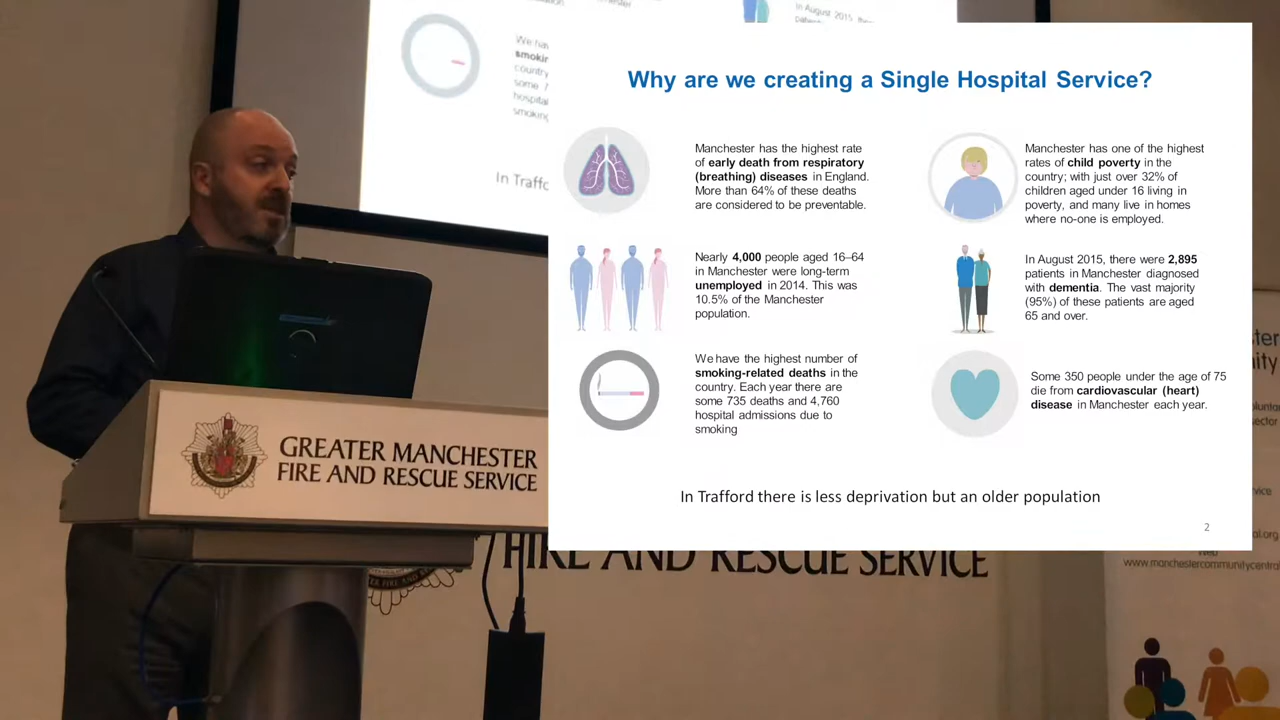 In August 2015, the
We
smoking
country
some 7
hospital
smoking
In Traffo
Why are we creating a Single Hospital Service?
Manchester has the highest rate
of early death from respiratory
(breathing) diseases in England.
More than 64% of these deaths
are considered to be preventable.
Nearly 4,000 people aged 16–64
in Manchester were long-term
unemployed in 2014. This was
10.5% of the Manchester
population.
We have the highest number of
smoking-related deaths in the
country. Each year there are
some 735 deaths and 4,760
hospital admissions due to
smoking
Manchester has one of the highest
rates of child poverty in the
country; with just over 32% of
children aged under 16 living in
poverty, and many live in homes
where no-one is employed.
In August 2015, there were 2,895
patients in Manchester diagnosed
with dementia. The vast majority
(95%) of these patients are aged
65 and over.
Some 350 people under the age of 75
die from cardiovascular (heart)
disease in Manchester each year.
In Trafford there is less deprivation but an older population
2
GREATER MANCHESTER
FIRE AND RESCUE SERVICE
FIRE AND RESCUE SERVICE
www.manchestercommunitycentral